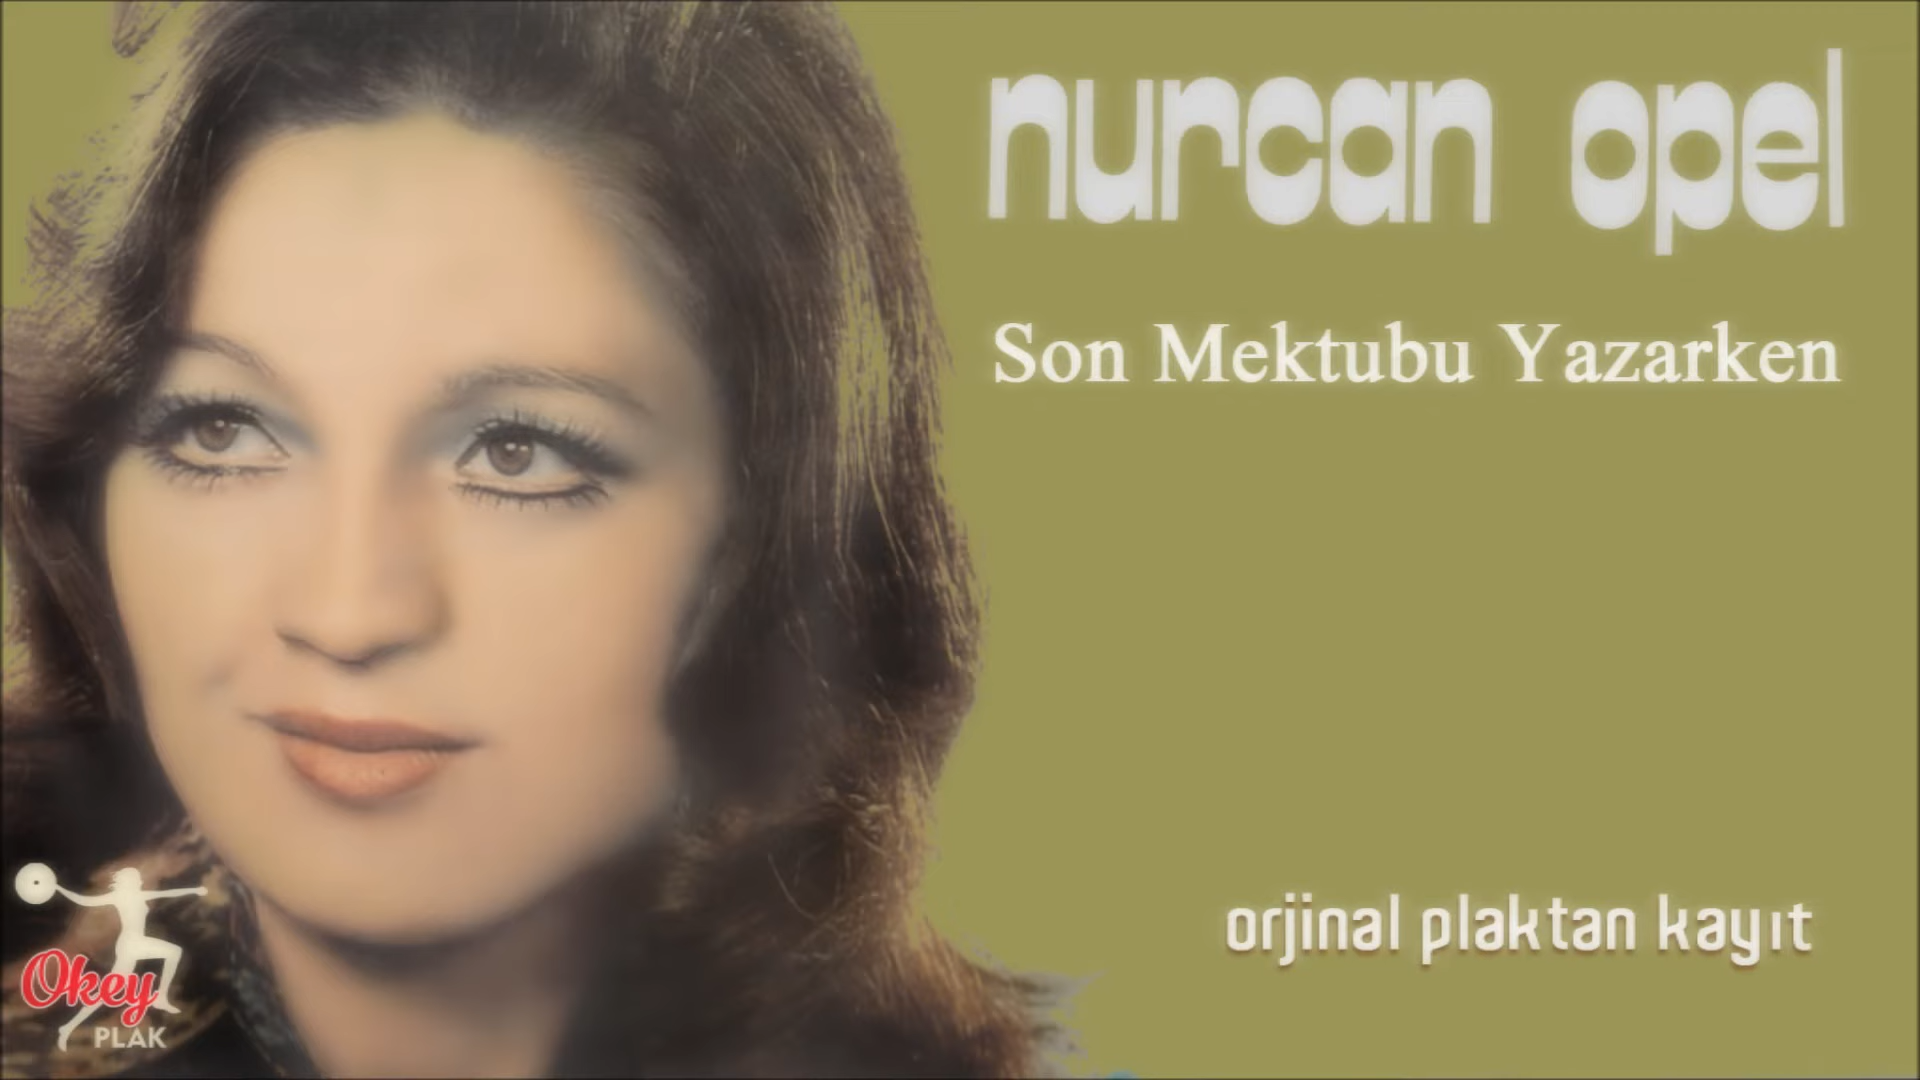 nurcan opel
Son Mektubu Yazarken
orjinal plaktan kayıt
Okey
PLAK